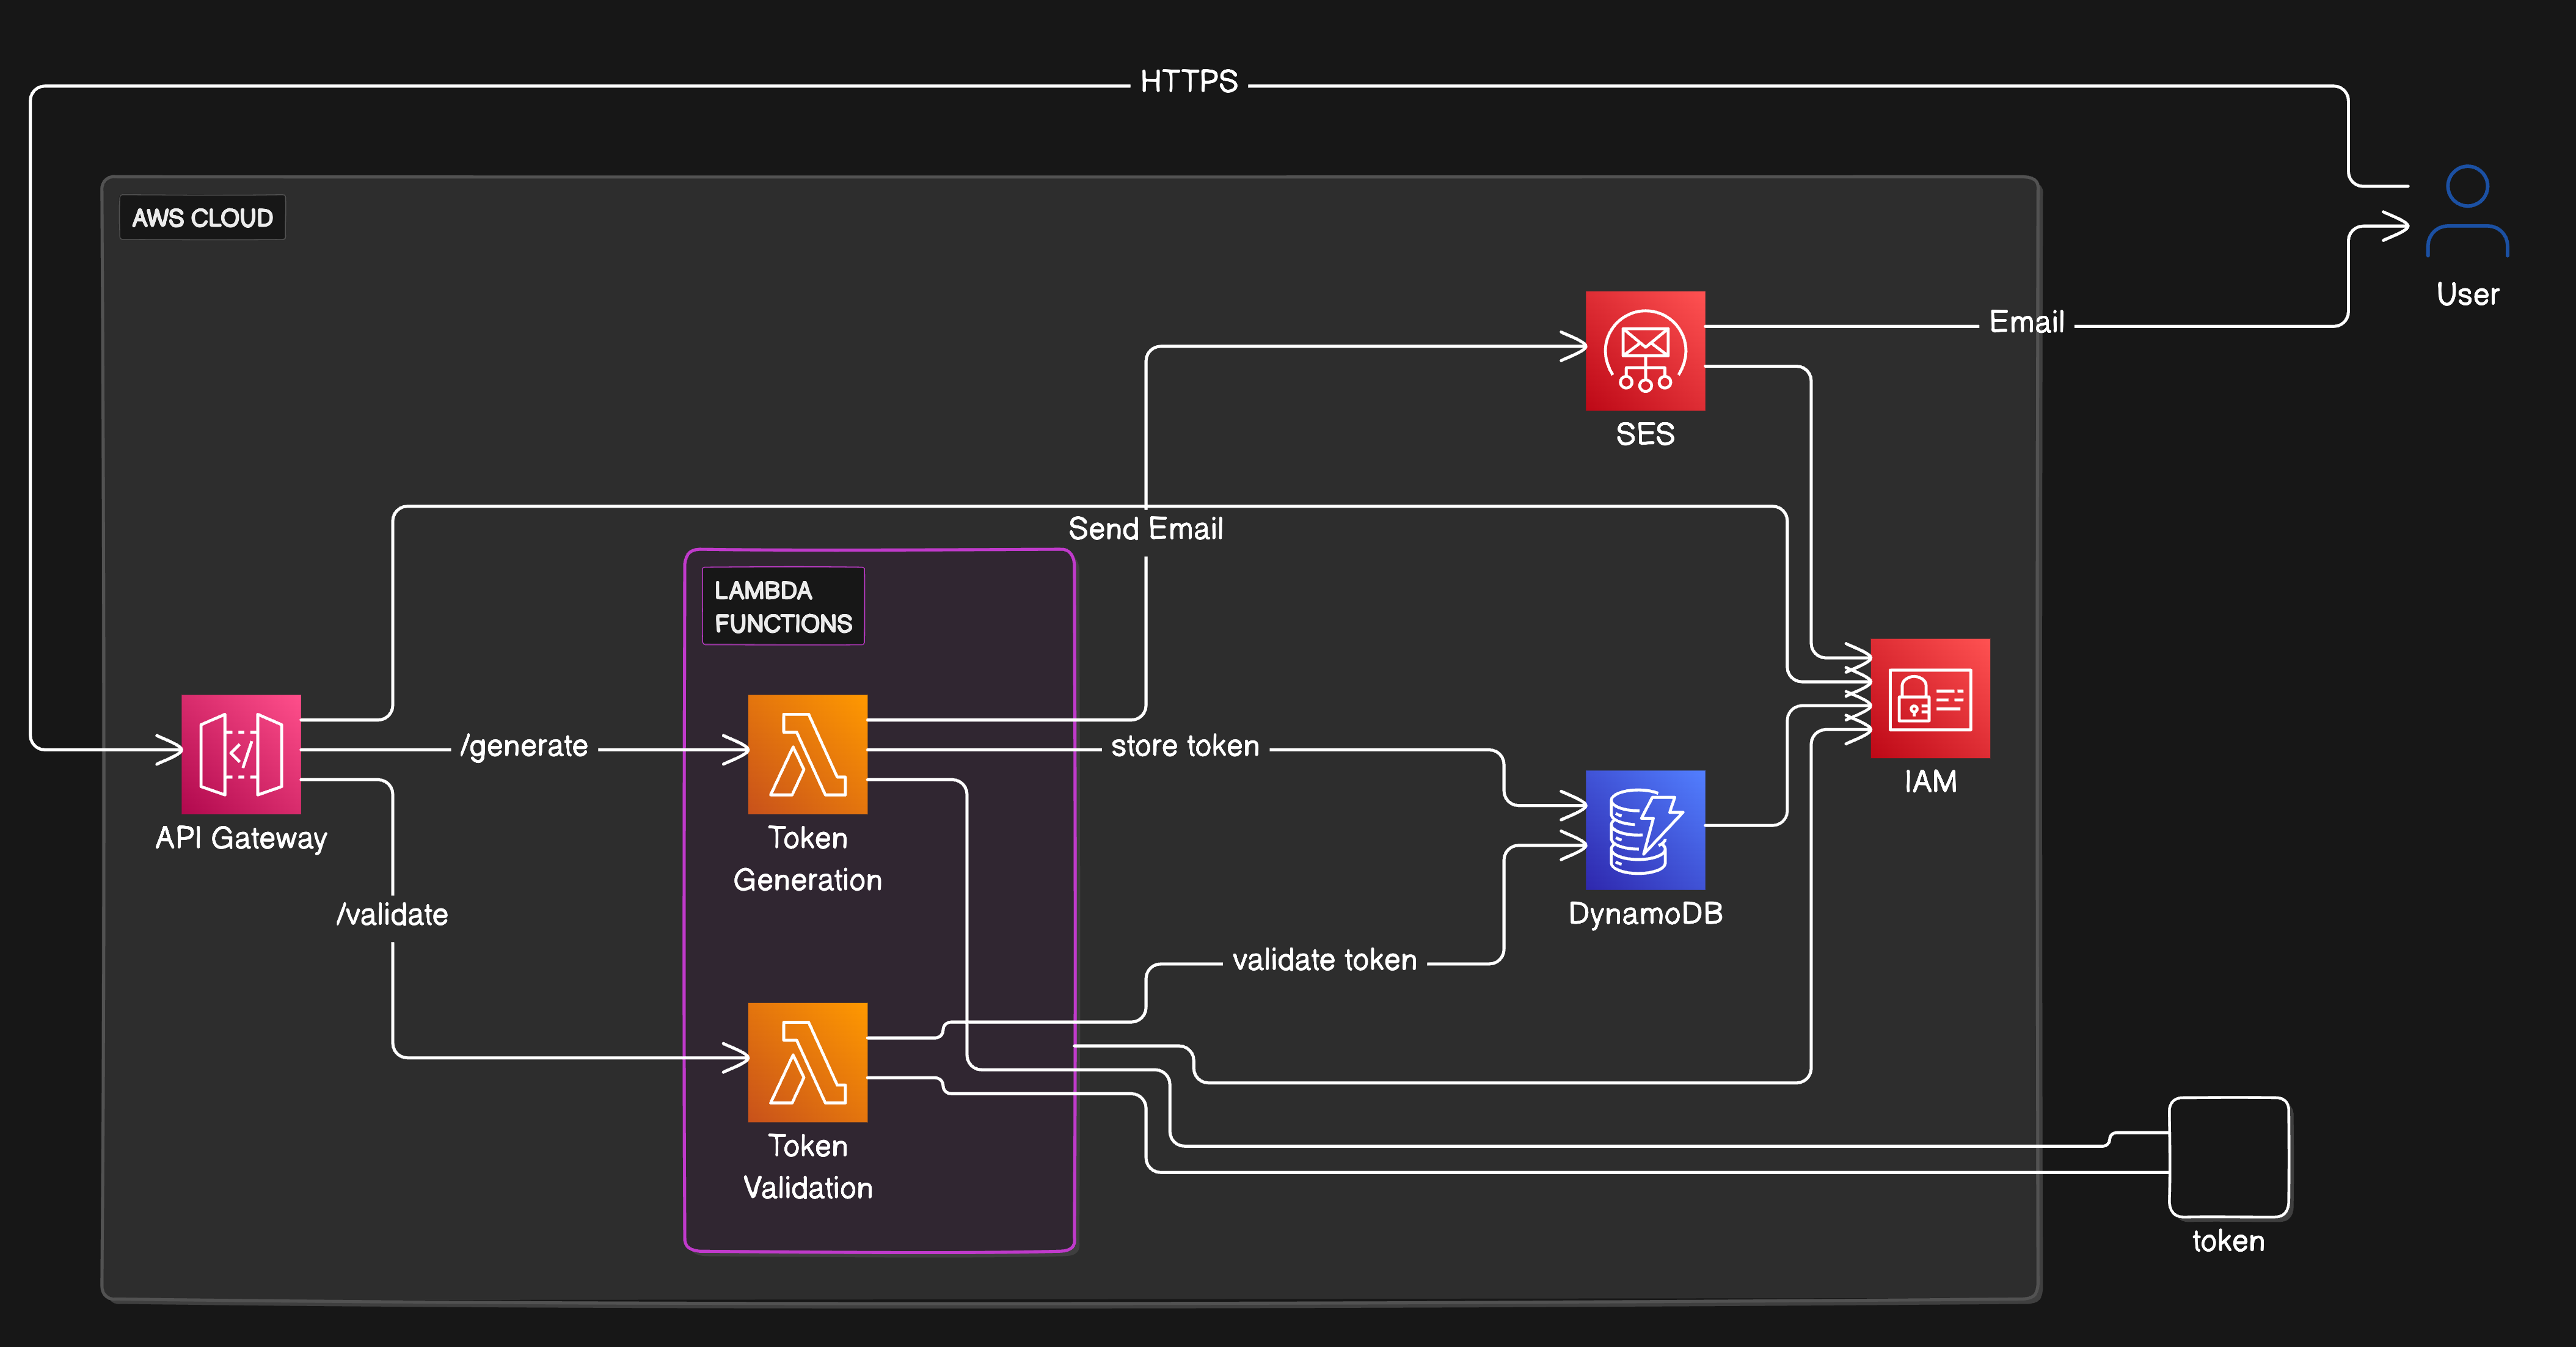 HTTPS
AWS CLOUD
User
Email
SES
Send Email
LAMBDA
FUNCTIONS
/generate
store token
API Gateway
Token
Generation
IAM
DynamoDB
/validate
validate token
Token
Validation
token